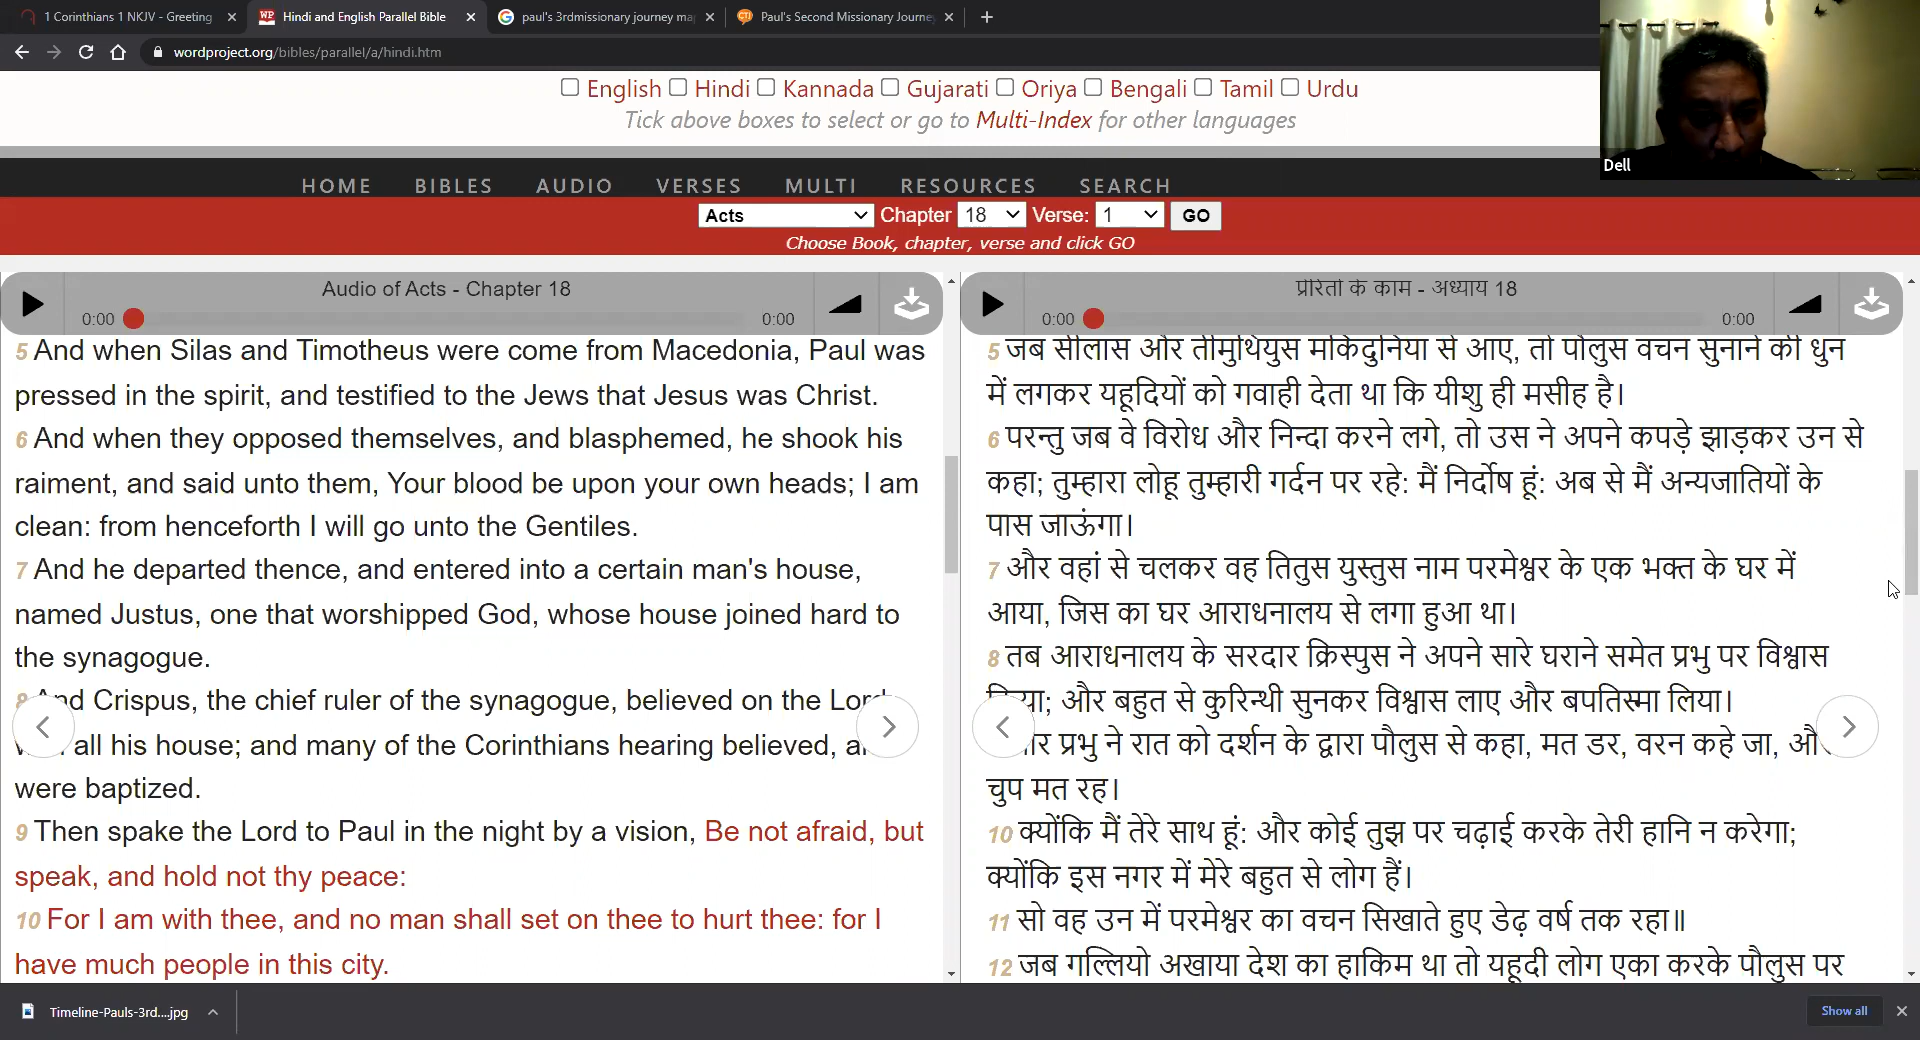 1 Corinthians 1 NKJV - Greeting
Hindi and English Parallel Bible
paul's 3rdmissionary journey ma
Paul's Second Missionary Journe
wordproject.org/bibles/parallel/a/hindi.htm
English Hindi Kannada Gujarati Oriya Bengali Tamil Urdu
Tick above boxes to select or go to Multi-Index for other languages
Dell
HOME BIBLES AUDIO VERSES MULTI RESOURCES SEARCH
Acts Chapter 18 Verse: 1 GO
Choose Book, chapter, verse and click GO
Audio of Acts - Chapter 18
0:00 0:00
5 And when Silas and Timotheus were come from Macedonia, Paul was
pressed in the spirit, and testified to the Jews that Jesus was Christ.
6 And when they opposed themselves, and blasphemed, he shook his
raiment, and said unto them, Your blood be upon your own heads; I am
clean: from henceforth I will go unto the Gentiles.
7 And he departed thence, and entered into a certain man's house,
named Justus, one that worshipped God, whose house joined hard to
the synagogue.
8 And Crispus, the chief ruler of the synagogue, believed on the Lord
all his house; and many of the Corinthians hearing believed,
were baptized.
9 Then spake the Lord to Paul in the night by a vision, Be not afraid, but
speak, and hold not thy peace:
10 For I am with thee, and no man shall set on thee to hurt thee: for I
have much people in this city.
प्रेरितों के काम - अध्याय 18
0:00 0:00
5 जब सीलास और तीमुथियुस मकिदुनिया से आए, तो पौलुस वचन सुनाने की धुन
में लगकर यहूदियों को गवाही देता था कि यीशु ही मसीह है।
6 परन्तु जब वे विरोध और निन्दा करने लगे, तो उस ने अपने कपड़े झाड़कर उन से
कहा; तुम्हारा लोहू तुम्हारी गर्दन पर रहे: मैं निर्दोष हूं: अब से मैं अन्यजातियों के
पास जाऊंगा।
7 और वहां से चलकर वह तितुस युस्तुस नाम परमेश्वर के एक भक्त के घर में
आया, जिस का घर आराधनालय से लगा हुआ था।
8 तब आराधनालय के सरदार क्रिस्पुस ने अपने सारे घराने समेत प्रभु पर विश्वास
और बहुत से कुरिन्थी सुनकर विश्वास लाए और बपतिस्मा लिया।
प्रभु ने रात को दर्शन के द्वारा पौलुस से कहा, मत डर, वरन कहे जा,
चुप मत रह।
10 क्योंकि मैं तेरे साथ हूं: और कोई तुझ पर चढ़ाई करके तेरी हानि न करेगा;
क्योंकि इस नगर में मेरे बहुत से लोग हैं।
11 सो वह उन में परमेश्वर का वचन सिखाते हुए डेढ़ वर्ष तक रहा॥
12 जब गल्लियो अखाया देश का हाकिम था तो यहूदी लोग एका करके पौलुस पर
Timeline-Pauls-3rd....jpg
Show all